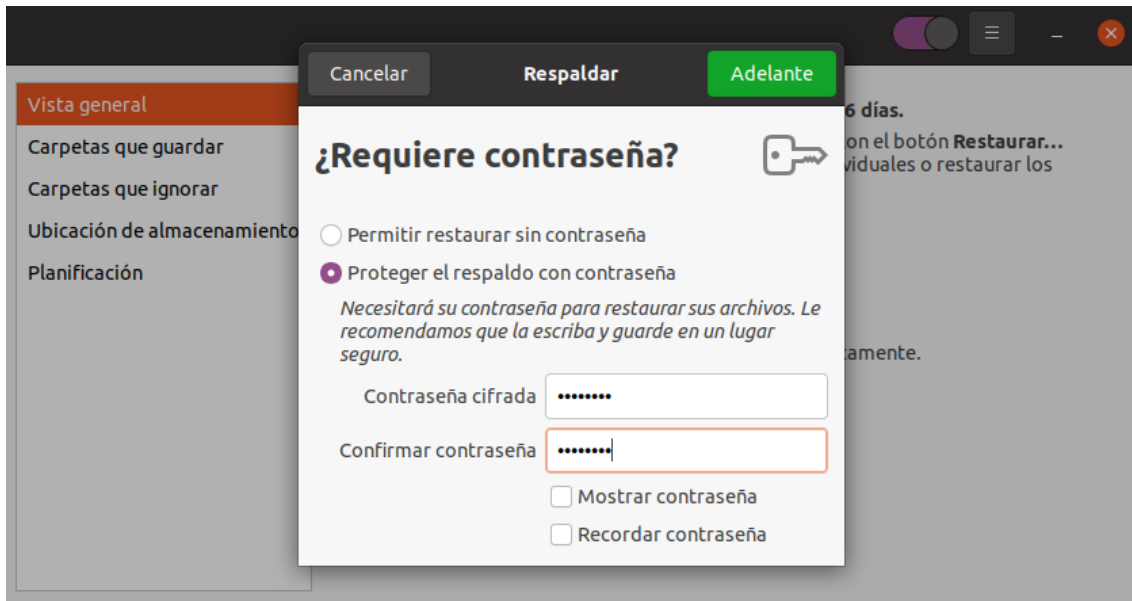 Cancelar
Respaldar
Adelante
Vista general
Carpetas que guardar
Carpetas que ignorar
Ubicación de almacenamiento
Planificación
6 días.
on el botón Restaurar...
viduales o restaurar los
amente.
¿Requiere contraseña?
Permitir restaurar sin contraseña
Proteger el respaldo con contraseña
Necesitará su contraseña para restaurar sus archivos. Le
recomendamos que la escriba y guarde en un lugar
seguro.
Contraseña cifrada ••••••••
Confirmar contraseña ••••••••
Mostrar contraseña
Recordar contraseña